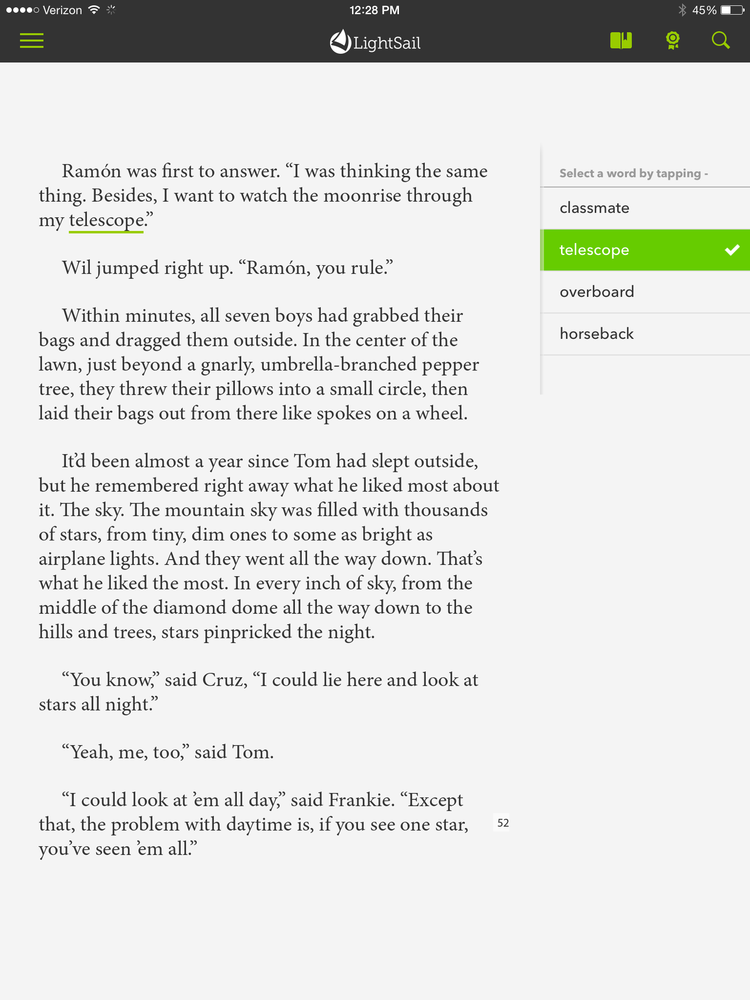 Verizon
12:28 PM
45%
LightSail
Ramón was first to answer. “I was thinking the same
thing. Besides, I want to watch the moonrise through
my telescope.”
Wil jumped right up. “Ramón, you rule.”
Within minutes, all seven boys had grabbed their
bags and dragged them outside. In the center of the
lawn, just beyond a gnarly, umbrella-branched pepper
tree, they threw their pillows into a small circle, then
laid their bags out from there like spokes on a wheel.
It’d been almost a year since Tom had slept outside,
but he remembered right away what he liked most about
it. The sky. The mountain sky was filled with thousands
of stars, from tiny, dim ones to some as bright as
airplane lights. And they went all the way down. That’s
what he liked the most. In every inch of sky, from the
middle of the diamond dome all the way down to the
hills and trees, stars pinpricked the night.
“You know,” said Cruz, “I could lie here and look at
stars all night.”
“Yeah, me, too,” said Tom.
“I could look at ’em all day,” said Frankie. “Except
that, the problem with daytime is, if you see one star,
you’ve seen ’em all.”
52
Select a word by tapping -
classmate
telescope
overboard
horseback